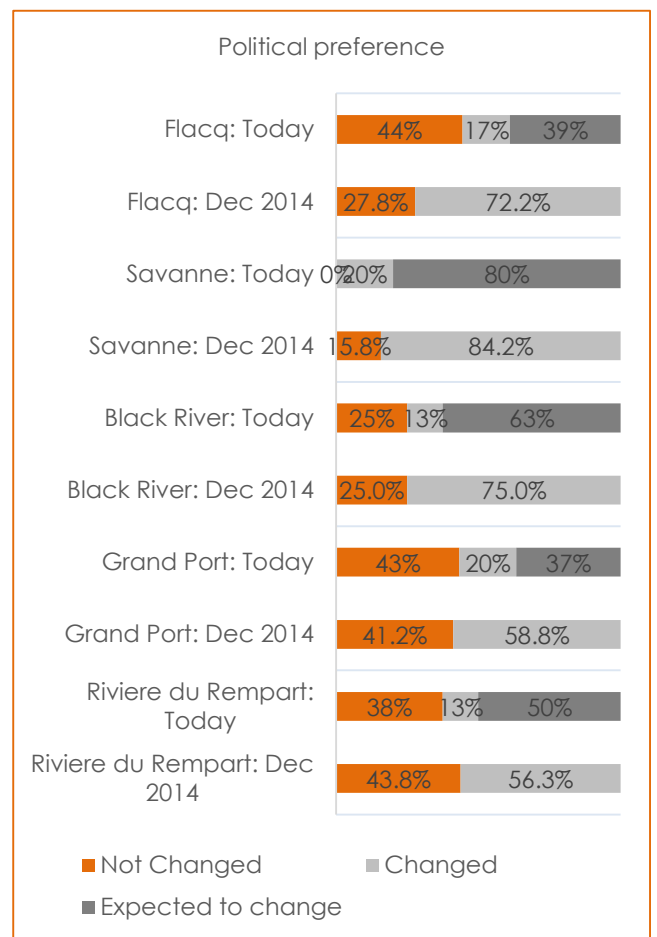 Political preference
Flacq: Today 44% 17% 39%
Flacq: Dec 2014 27.8% 72.2%
Savanne: Today 0% 20% 80%
Savanne: Dec 2014 15.8% 84.2%
Black River: Today 25% 13% 63%
Black River: Dec 2014 25.0% 75.0%
Grand Port: Today 43% 20% 37%
Grand Port: Dec 2014 41.2% 58.8%
Riviere du Rempart:
Today 38% 13% 50%
Riviere du Rempart: Dec
2014 43.8% 56.3%
Not Changed Changed
Expected to change